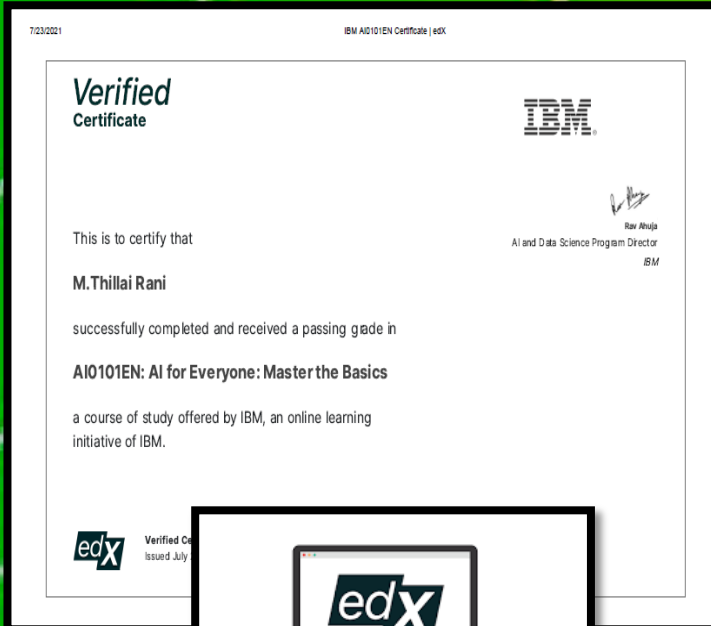 7/23/2021
IBM AI0101EN Certificate | edX
Verified
Certificate
IBM
Rav Ahuja
AI and Data Science Program Director
IBM
This is to certify that
M.Thillai Rani
successfully completed and received a passing grade in
AI0101EN: AI for Everyone: Master the Basics
a course of study offered by IBM, an online learning
initiative of IBM.
edX
Verified Ce
Issued July
edX